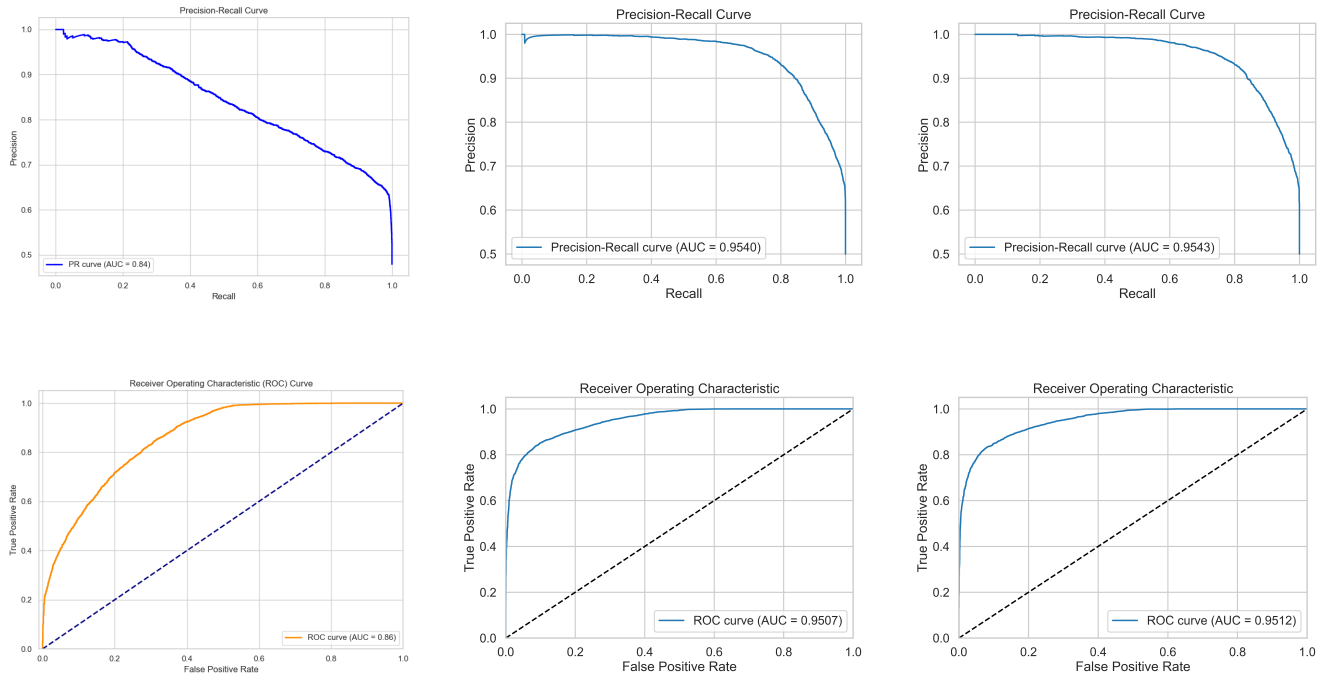 Precision-Recall Curve
1.0
0.9
0.8
0.7
0.6
0.5
Precision
PR curve (AUC = 0.84)
0.0 0.2 0.4 0.6 0.8 1.0
Recall
Precision-Recall Curve
1.0
0.9
0.8
0.7
0.6
0.5
Precision
Precision-Recall curve (AUC = 0.9540)
0.0 0.2 0.4 0.6 0.8 1.0
Recall
Precision-Recall Curve
1.0
0.9
0.8
0.7
0.6
0.5
Precision
Precision-Recall curve (AUC = 0.9543)
0.0 0.2 0.4 0.6 0.8 1.0
Recall
Receiver Operating Characteristic (ROC) Curve
1.0
0.8
0.6
0.4
0.2
0.0
True Positive Rate
ROC curve (AUC = 0.86)
0.0 0.2 0.4 0.6 0.8 1.0
False Positive Rate
Receiver Operating Characteristic
1.0
0.8
0.6
0.4
0.2
0.0
True Positive Rate
ROC curve (AUC = 0.9507)
0.0 0.2 0.4 0.6 0.8 1.0
False Positive Rate
Receiver Operating Characteristic
1.0
0.8
0.6
0.4
0.2
0.0
True Positive Rate
ROC curve (AUC = 0.9512)
0.0 0.2 0.4 0.6 0.8 1.0
False Positive Rate